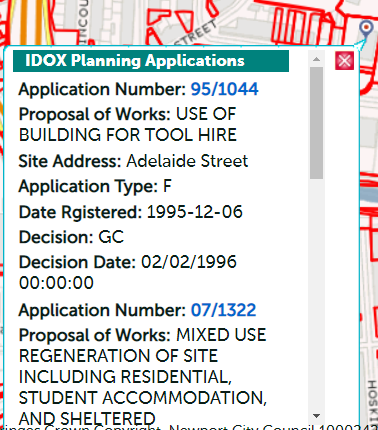 STREET
LINCOL
IDOX Planning Applications
Application Number: 95/1044
Proposal of Works: USE OF
BUILDING FOR TOOL HIRE
Site Address: Adelaide Street
Application Type: F
Date Rgistered: 1995-12-06
Decision: GC
Decision Date: 02/02/1996
00:00:00
Application Number: 07/1322
Proposal of Works: MIXED USE
REGENERATION OF SITE
INCLUDING RESIDENTIAL,
STUDENT ACCOMMODATION,
AND SHELTERED
HOSKI
Crown Copyright. Newport City Council